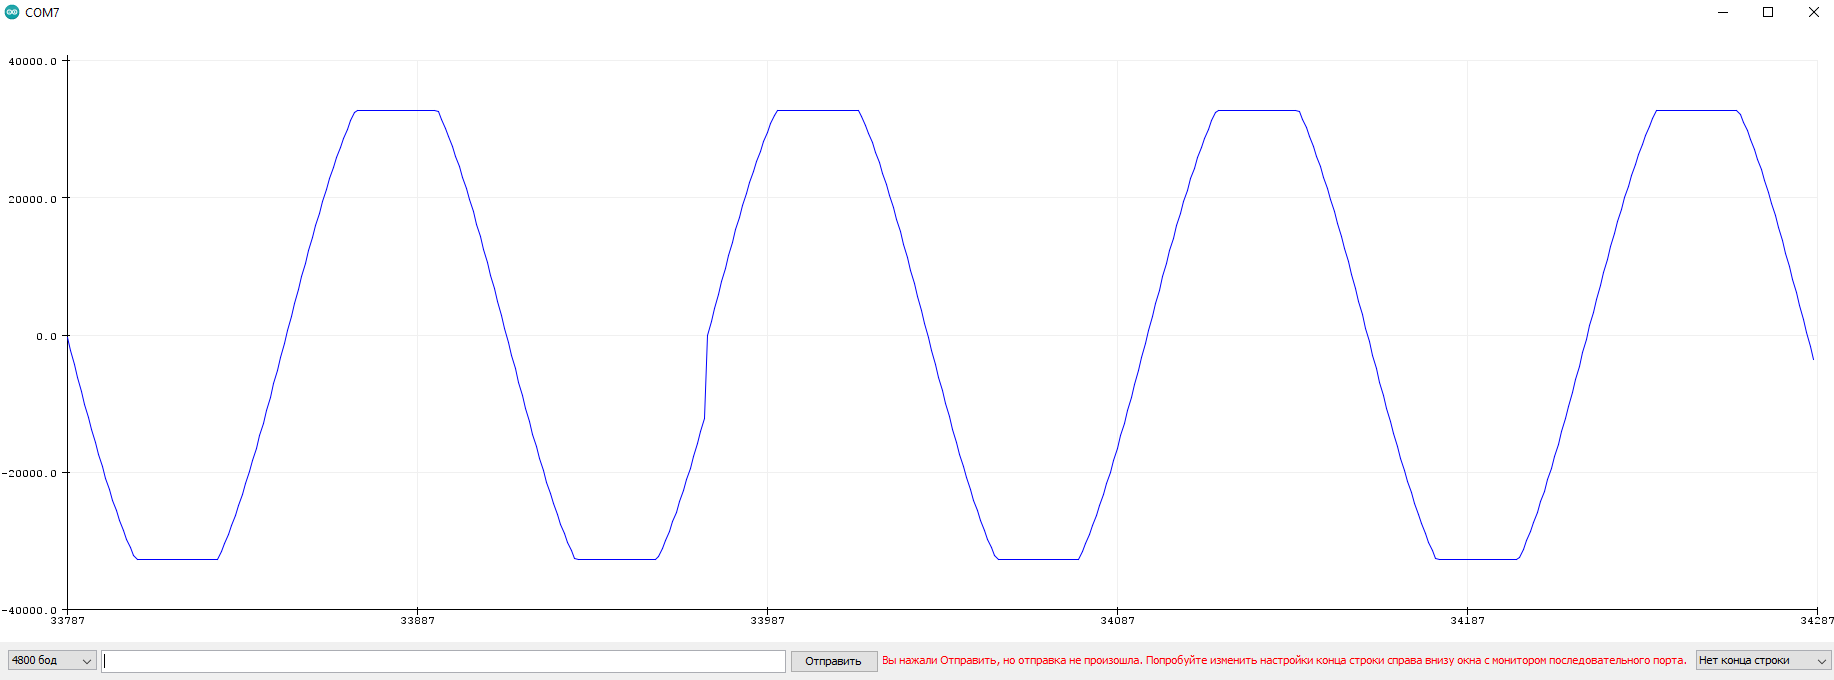 COM7
40000.0
20000.0
0.0
-20000.0
-40000.0
33787 33887 33987 34087 34187 34287
4800 бод Отправить Вы нажали Отправить, но отправка не произошла. Попробуйте изменить настройки конца строки справа внизу окна с монитором последовательного порта. Нет конца строки